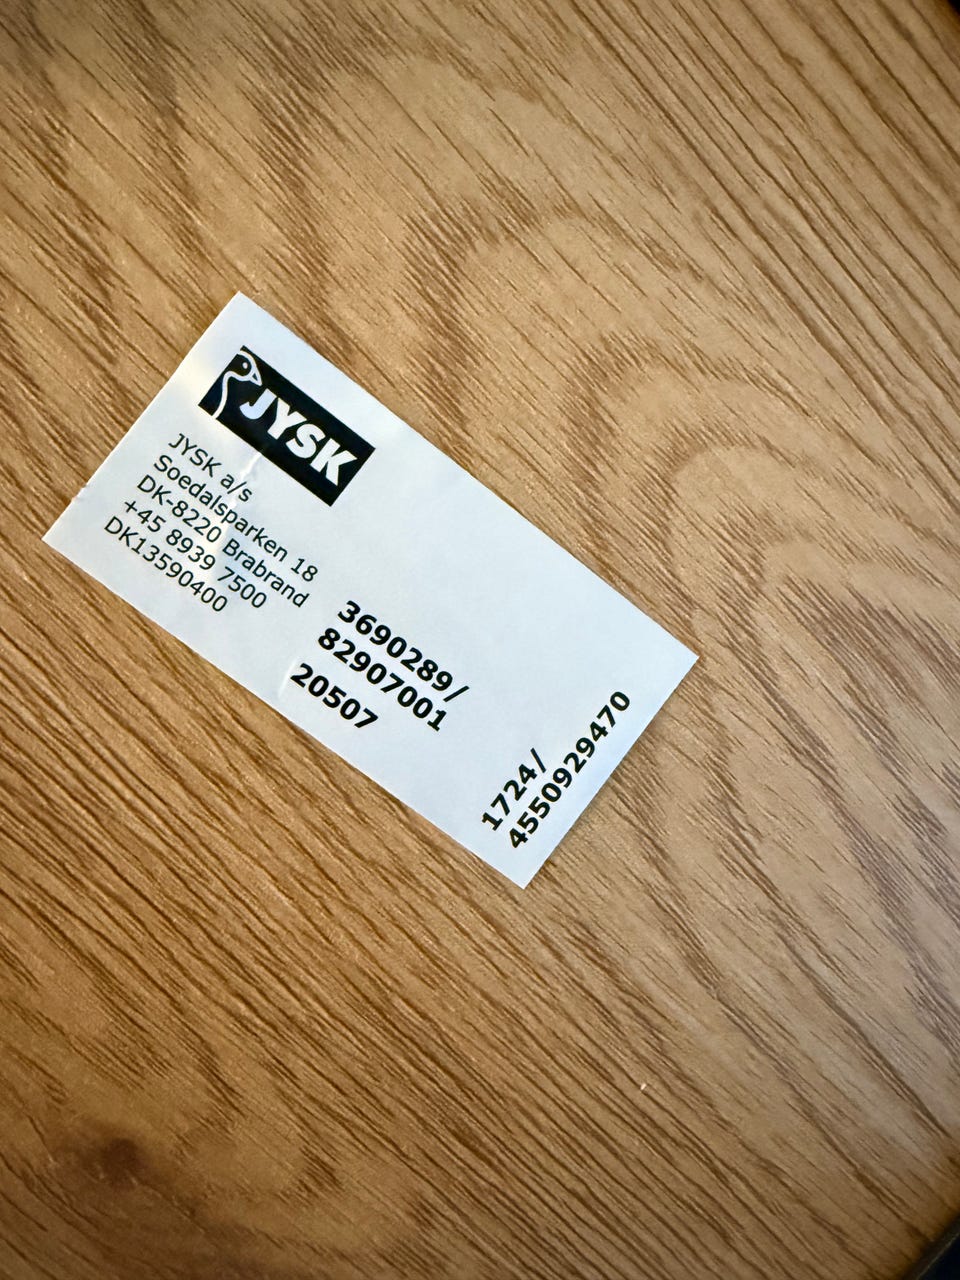 JYSK
JYSK a/s
Soedalsparken 18
DK-8220 Brabrand
+45 8939 7500
DK13590400
3690289/
82907001
20507
1724/
4550929470